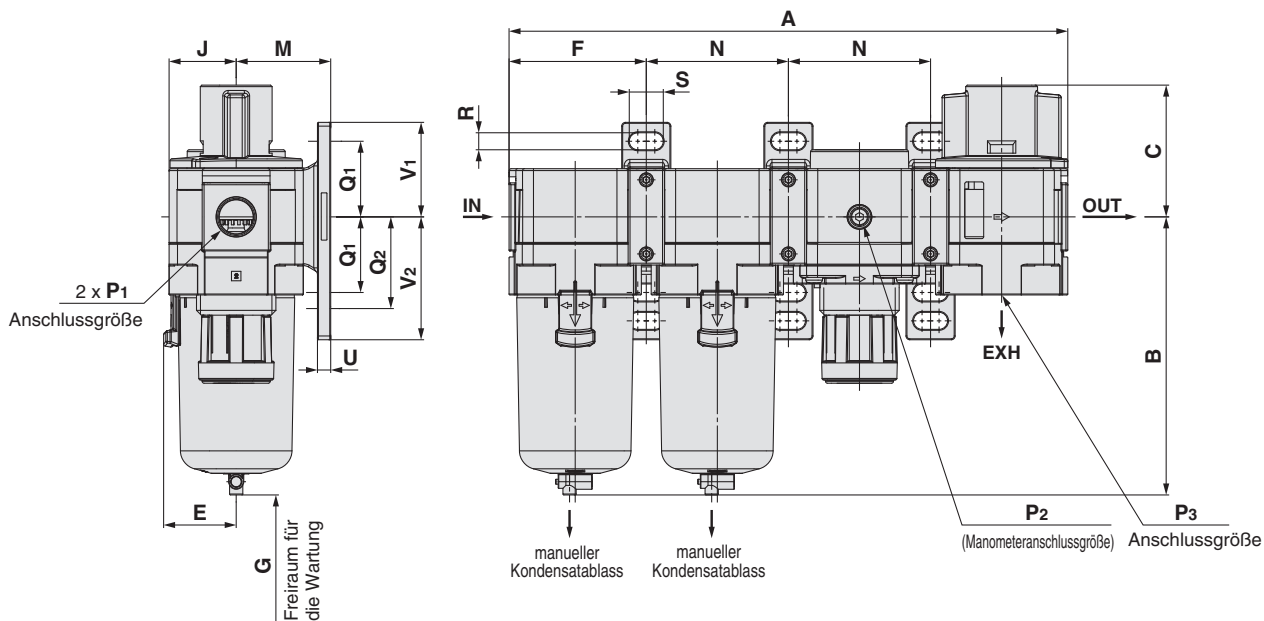 A
J M
F N N
S
R
C
V1
Q1
IN
OUT
Q1
Q2
V2
2 x P1
Anschlussgröße
U
EXH
B
E
P2
(Manometeranschlussgröße)
P3
Anschlussgröße
manueller
Kondensatablass
manueller
Kondensatablass
G
Freiraum für
die Wartung